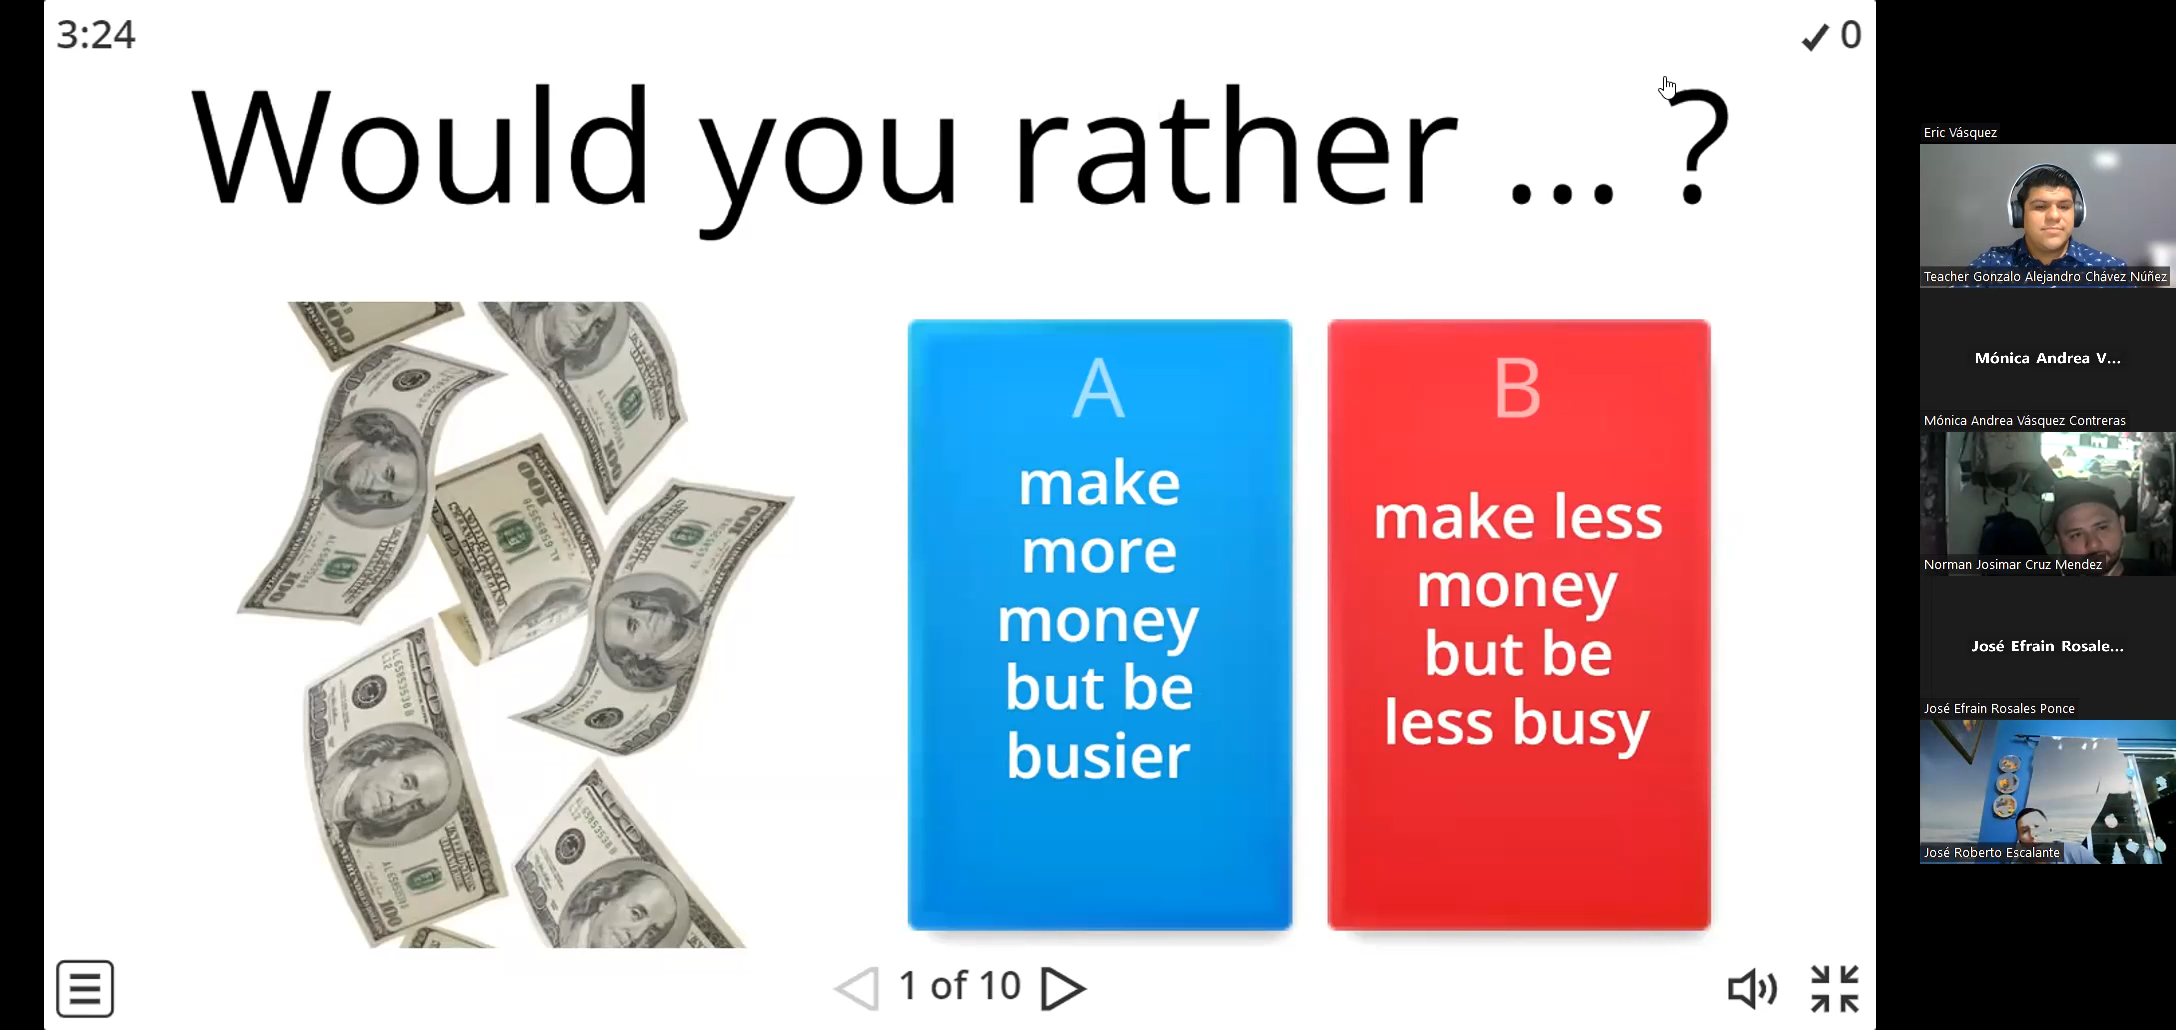 3:24
0
Would you rather ... ?
A
make
more
money
but be
busier
B
make less
money
but be
less busy
1 of 10
Eric Vásquez
Teacher Gonzalo Alejandro Chávez Núñez
Mónica Andrea V...
Mónica Andrea Vásquez Contreras
Norman Josimar Cruz Mendez
José Efrain Rosale...
José Efrain Rosales Ponce
José Roberto Escalante